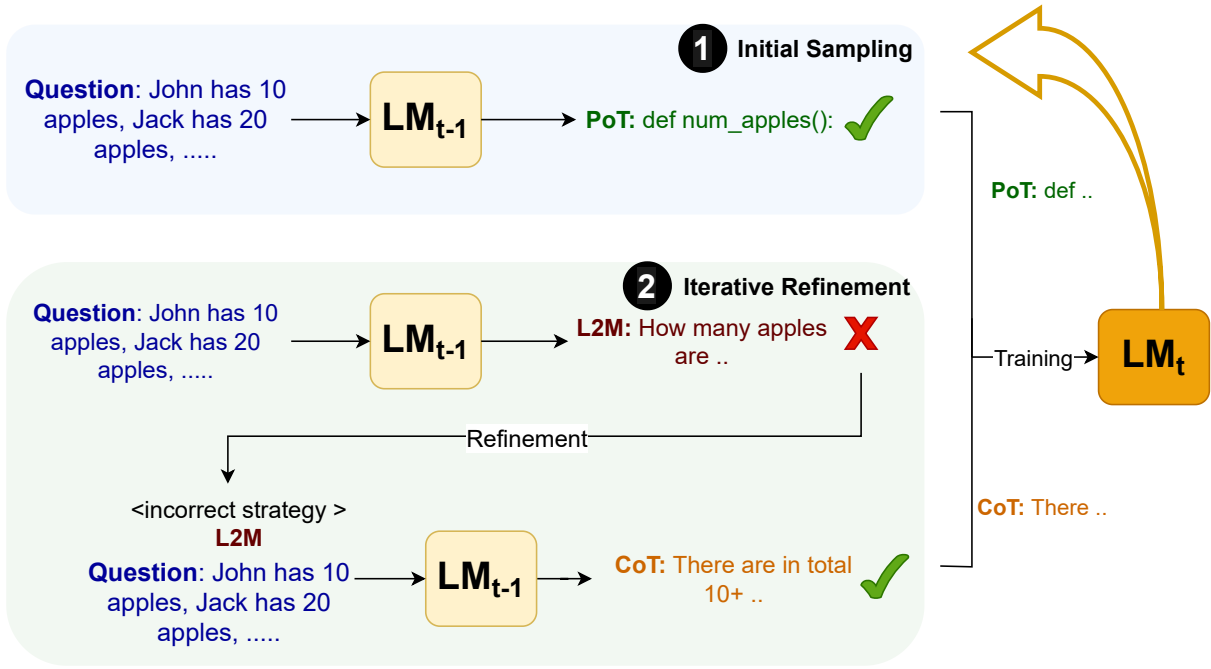 1 Initial Sampling
Question: John has 10
apples, Jack has 20
apples, .....
LMt-1
PoT: def num_apples():
PoT: def ..
2 Iterative Refinement
Question: John has 10
apples, Jack has 20
apples, .....
LMt-1
L2M: How many apples
are ..
X
Training
LMt
Refinement
<incorrect strategy >
L2M
Question: John has 10
apples, Jack has 20
apples, .....
LMt-1
CoT: There are in total
10+ ..
CoT: There ..